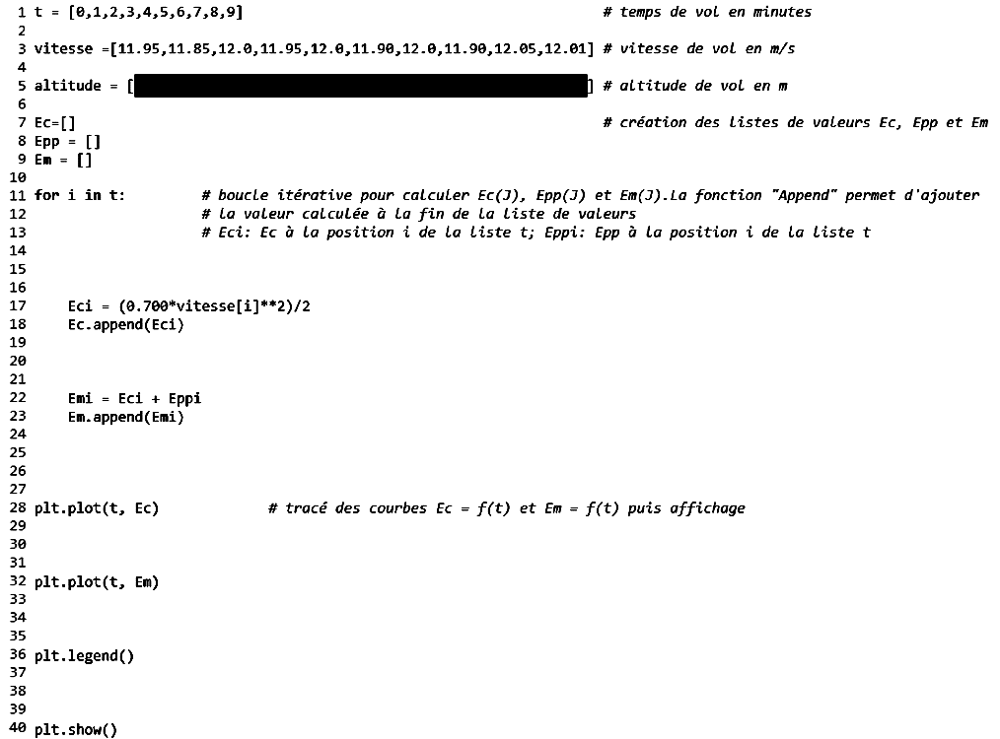 1 t = [0,1,2,3,4,5,6,7,8,9] # temps de vol en minutes
2
3 vitesse =[11.95,11.85,12.0,11.95,12.0,11.90,12.0,11.90,12.05,12.01] # vitesse de vol en m/s
4
5 altitude = [ ] # altitude de vol en m
6
7 Ec=[] # création des listes de valeurs Ec, Epp et Em
8 Epp = []
9 Em = []
10
11 for i in t: # boucle itérative pour calculer Ec(J), Epp(J) et Em(J).La fonction "Append" permet d'ajouter
12 # la valeur calculée à la fin de la liste de valeurs
13 # Eci: Ec à la position i de la liste t; Eppi: Epp à la position i de la liste t
14
15
16
17 Eci = (0.700*vitesse[i]**2)/2
18 Ec.append(Eci)
19
20
21
22 Emi = Eci + Eppi
23 Em.append(Emi)
24
25
26
27
28 plt.plot(t, Ec) # tracé des courbes Ec = f(t) et Em = f(t) puis affichage
29
30
31
32 plt.plot(t, Em)
33
34
35
36 plt.legend()
37
38
39
40 plt.show()